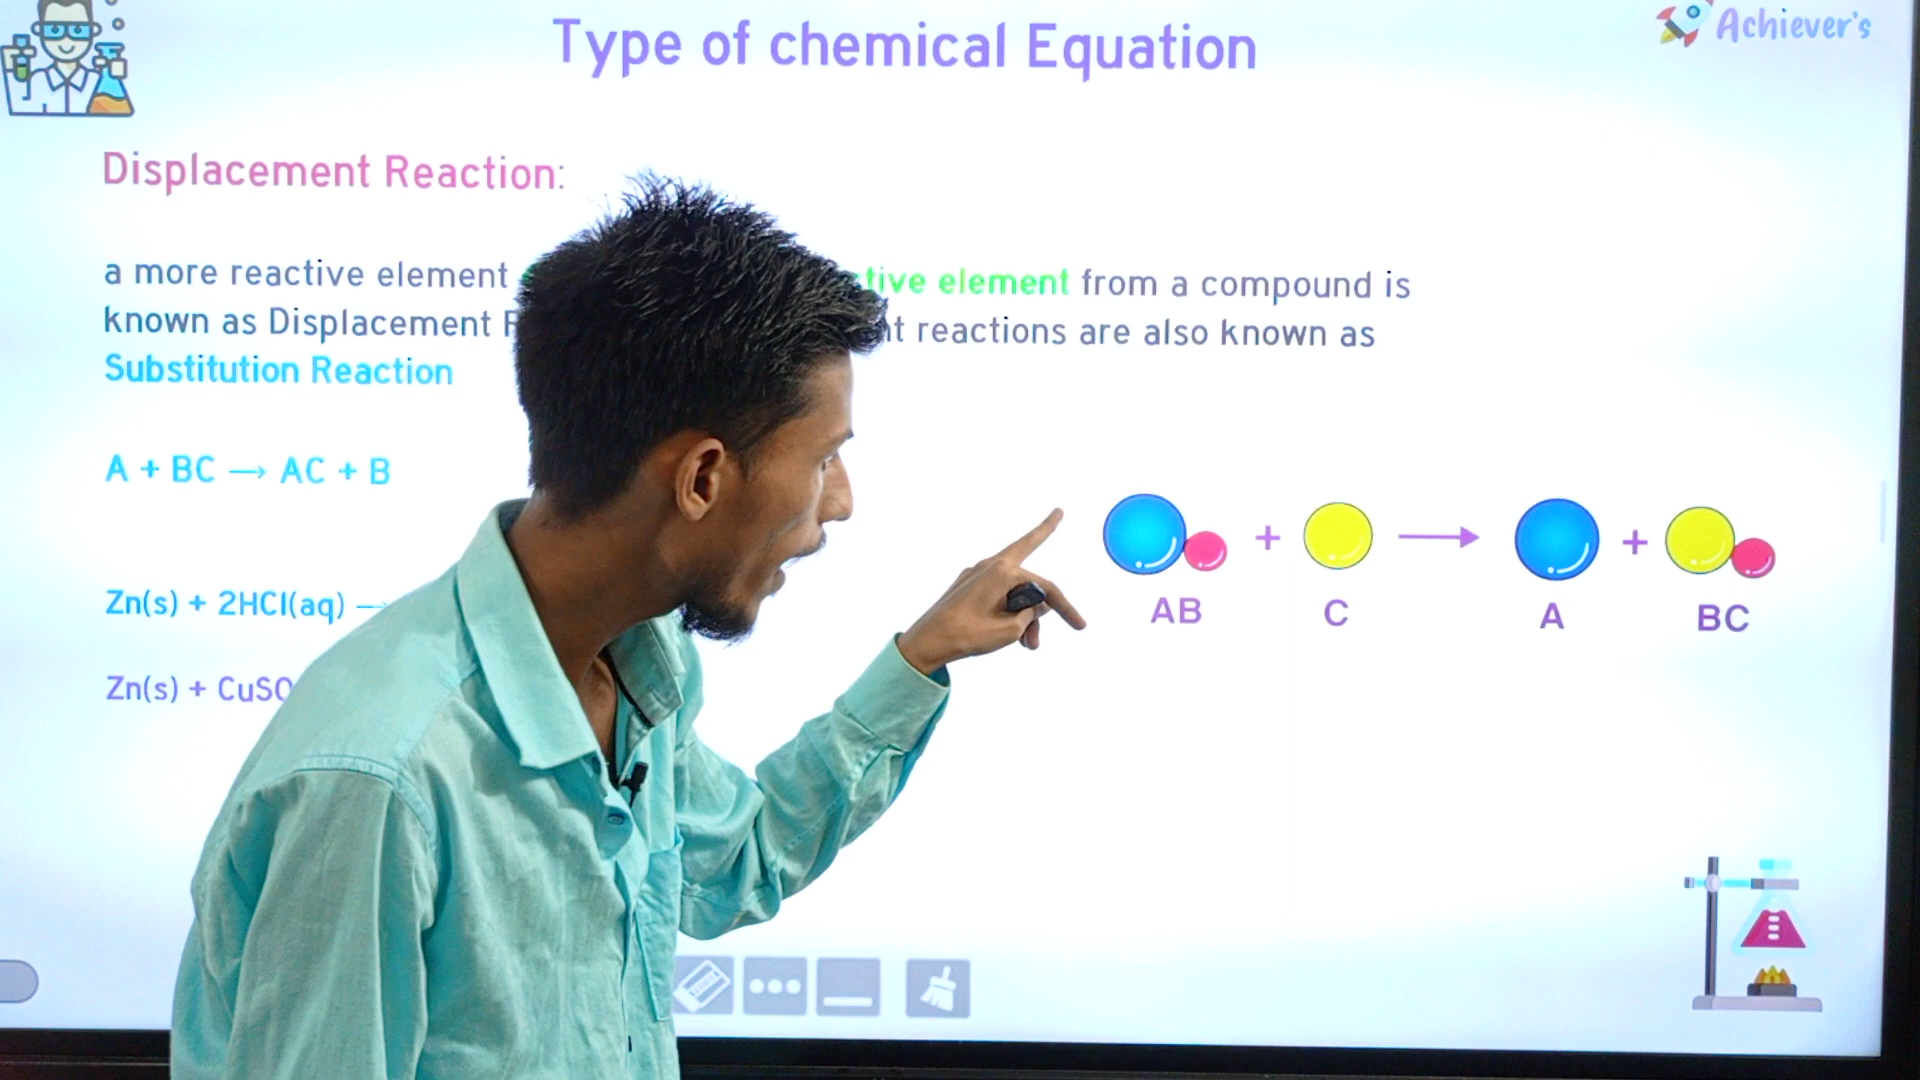 Type of chemical Equation
Achiever's
Displacement Reaction:
a more reactive element tive element from a compound is
known as Displacement reactions are also known as
Substitution Reaction
A + BC → AC + B
Zn(s) + 2HCl(aq) →
Zn(s) + CuSO
+ → +
AB C A BC